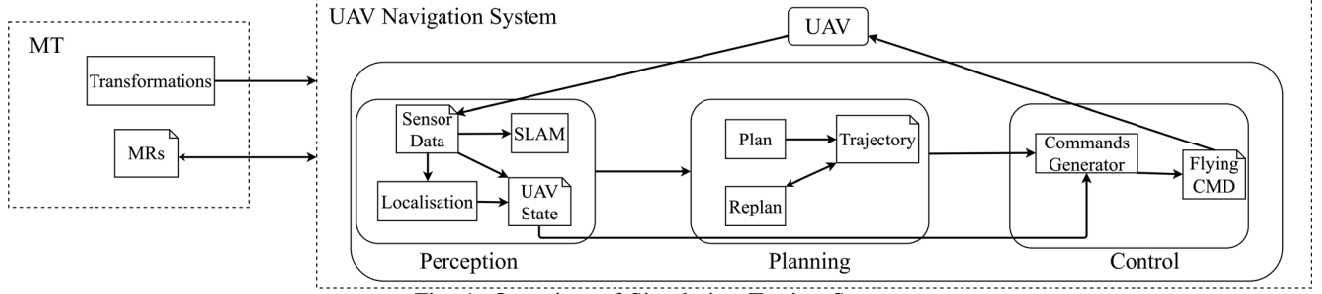 UAV Navigation System
UAV
MT
Transformations
MRs
Sensor
Data
SLAM
Localisation
UAV
State
Perception
Plan
Trajectory
Replan
Planning
Commands
Generator
Flying
CMD
Control